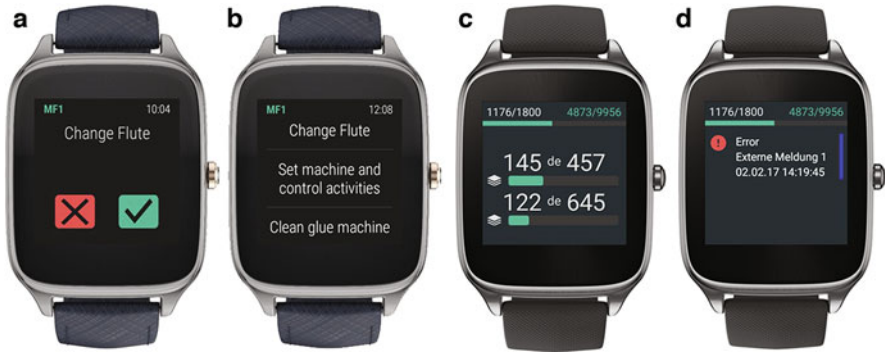 a
MF1 10:04
Change Flute
b
MF1 12:08
Change Flute
Set machine and
control activities
Clean glue machine
c
1176/1800 4873/9956
145 de 457
122 de 645
d
1176/1800 4873/9956
! Error
Externe Meldung 1
02.02.17 14:19:45